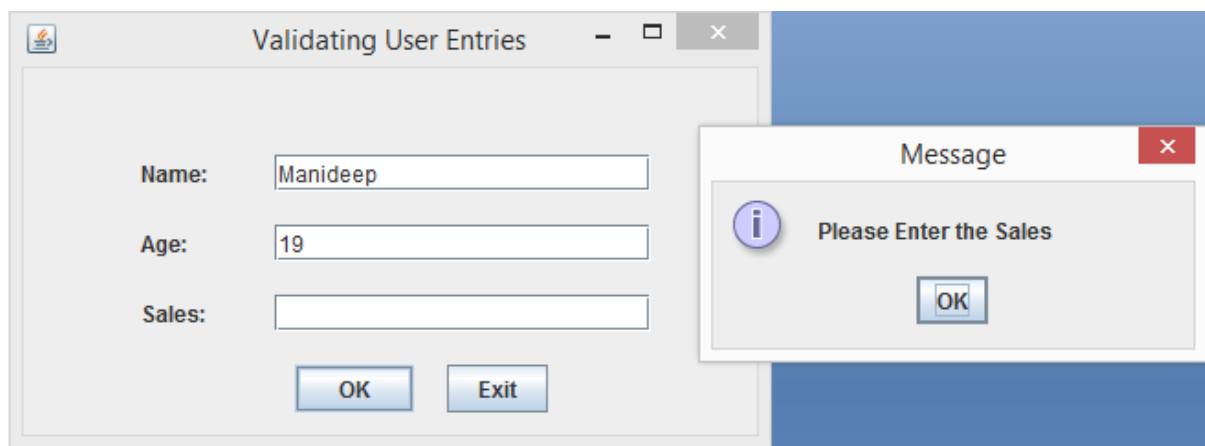 Validating User Entries
Name: Manideep
Age: 19
Sales:
OK Exit
Message
Please Enter the Sales
OK